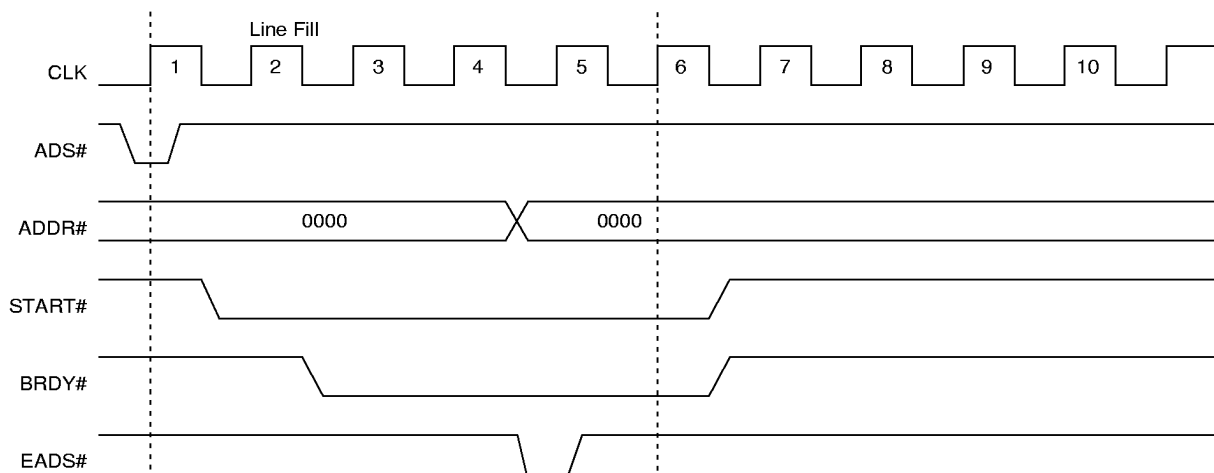 Line Fill
CLK 1 2 3 4 5 6 7 8 9 10
ADS#
ADDR# 0000 0000
START#
BRDY#
EADS#